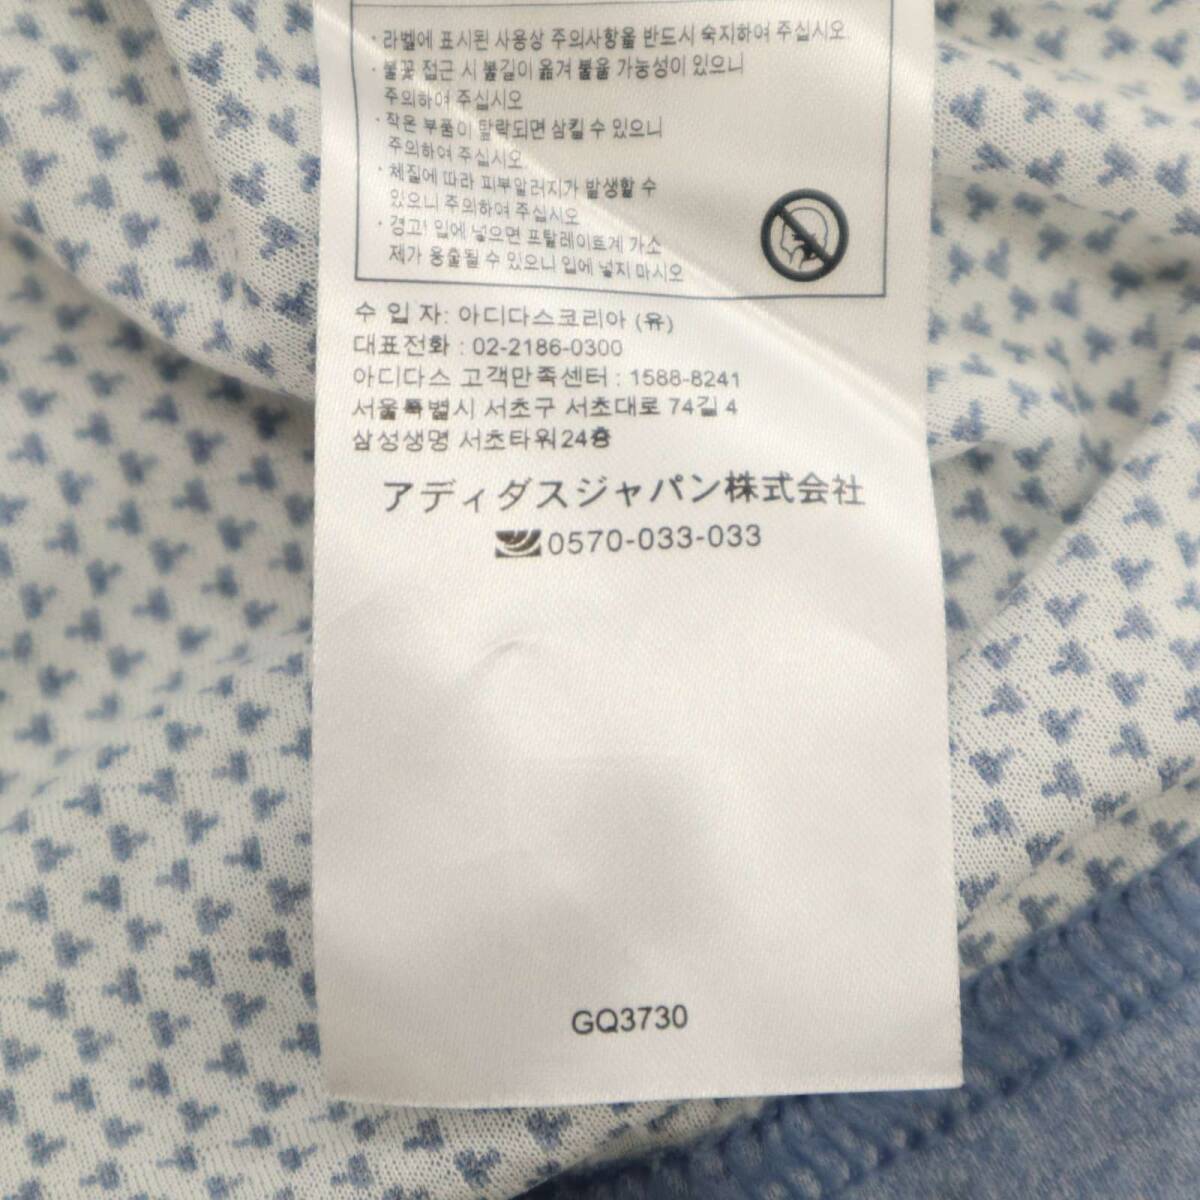 · 라벨에 표시된 사용상 주의사항을 반드시 숙지하여 주십시오.
· 불꽃 접근 시 불길이 옮겨 붙을 가능성이 있으니
주의하여 주십시오
· 작은 부품이 탈락되면 삼킬 수 있으니
주의하여 주십시오.
· 체질에 따라 피부알러지가 발생할 수
있으니 주의하여 주십시오
· 경고! 입에 넣으면 프탈레이트계 가소
제가 용출될 수 있으니 입에 넣지 마시오
수 입 자: 아디다스코리아 (유)
대표전화 : 02-2186-0300
아디다스 고객만족센터 : 1588-8241
서울특별시 서초구 서초대로 74길 4
삼성생명 서초타워24층
アディダスジャパン株式会社
0570-033-033
GQ3730